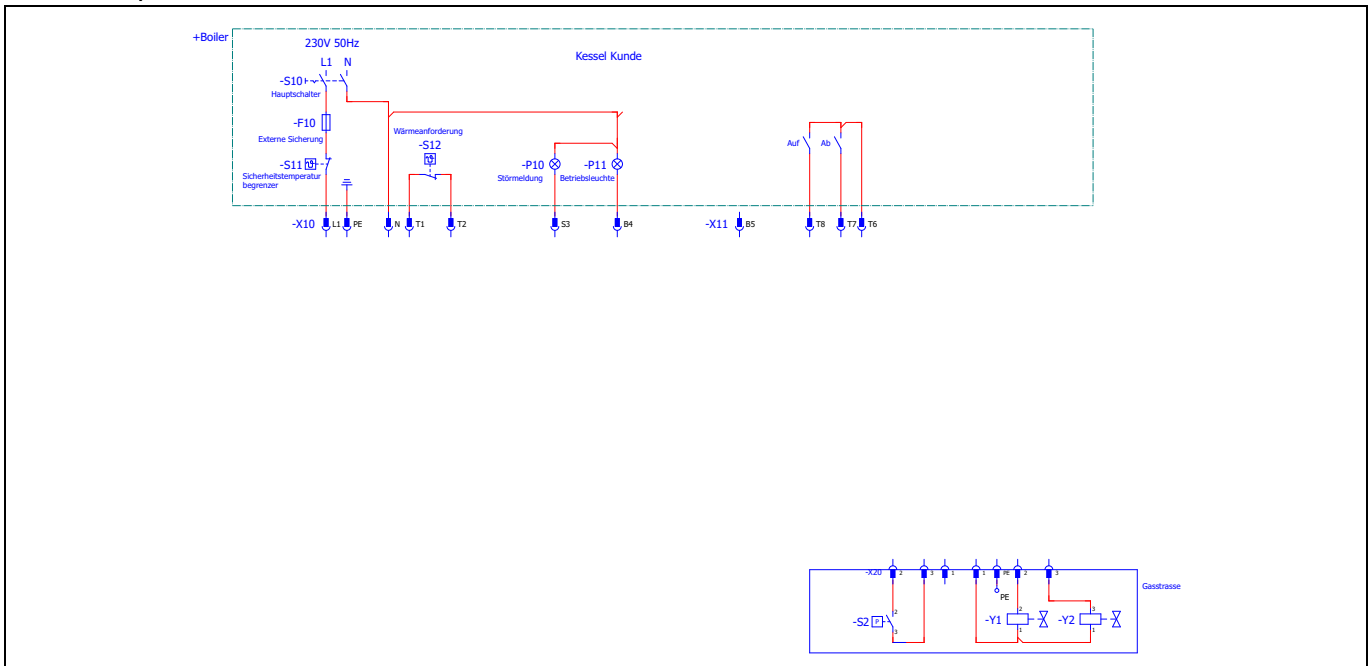 +Boiler
230V 50Hz
Kessel Kunde
L1 N
-S10
Hauptschalter
-F10
Externe Sicherung
Wärmeanforderung
-S12
Auf
Ab
-S11
Sicherheitstemperatur
begrenzer
-P10
Störmeldung
-P11
Betriebsleuchte
-X10 L1 PE N T1 T2 S3 B4
-X11 B5 T8 T7 T6
-X20 2 3 1 1 PE 2 3
Gasstrasse
PE
-S2 P 2 3
-Y1 2 1
-Y2 3 1